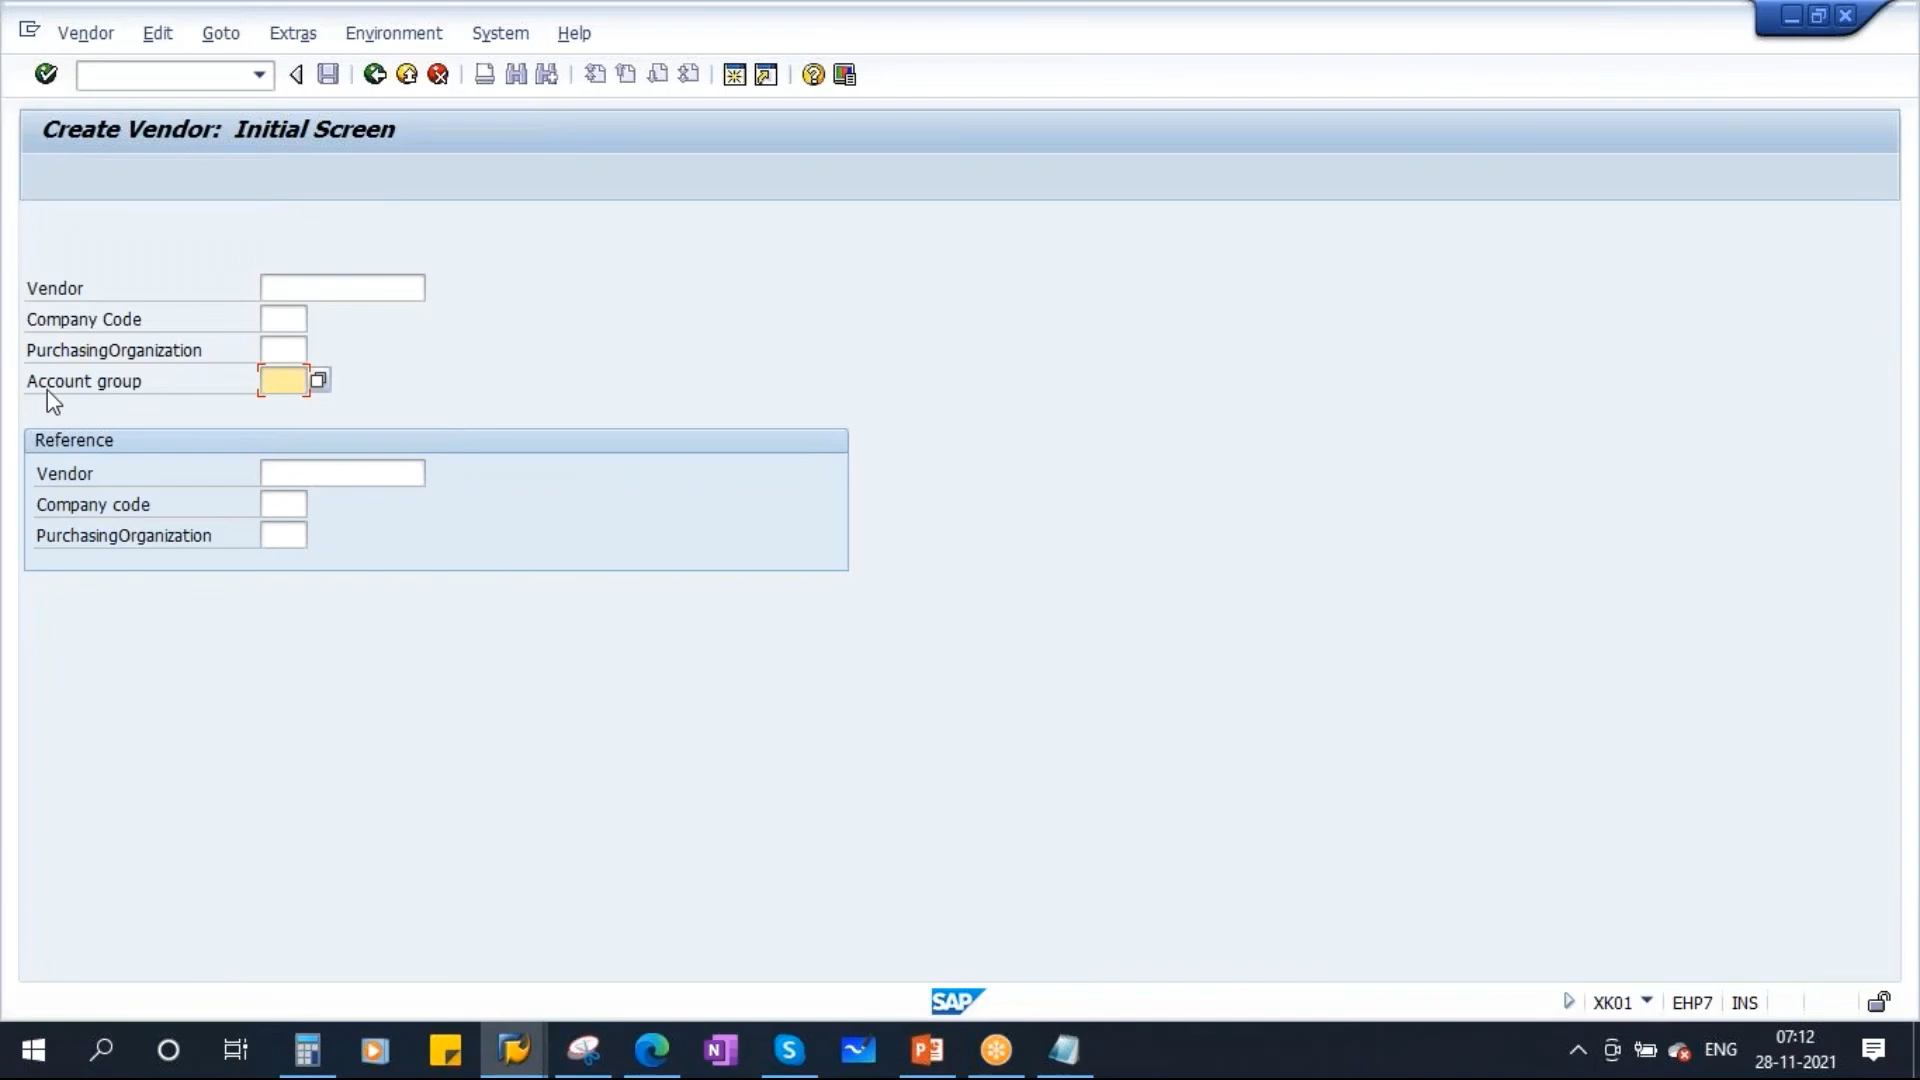 Vendor Edit Goto Extras Environment System Help
Create Vendor: Initial Screen
Vendor
Company Code
PurchasingOrganization
Account group
Reference
Vendor
Company code
PurchasingOrganization
SAP
XK01 EHP7 INS
ENG
07:12
28-11-2021